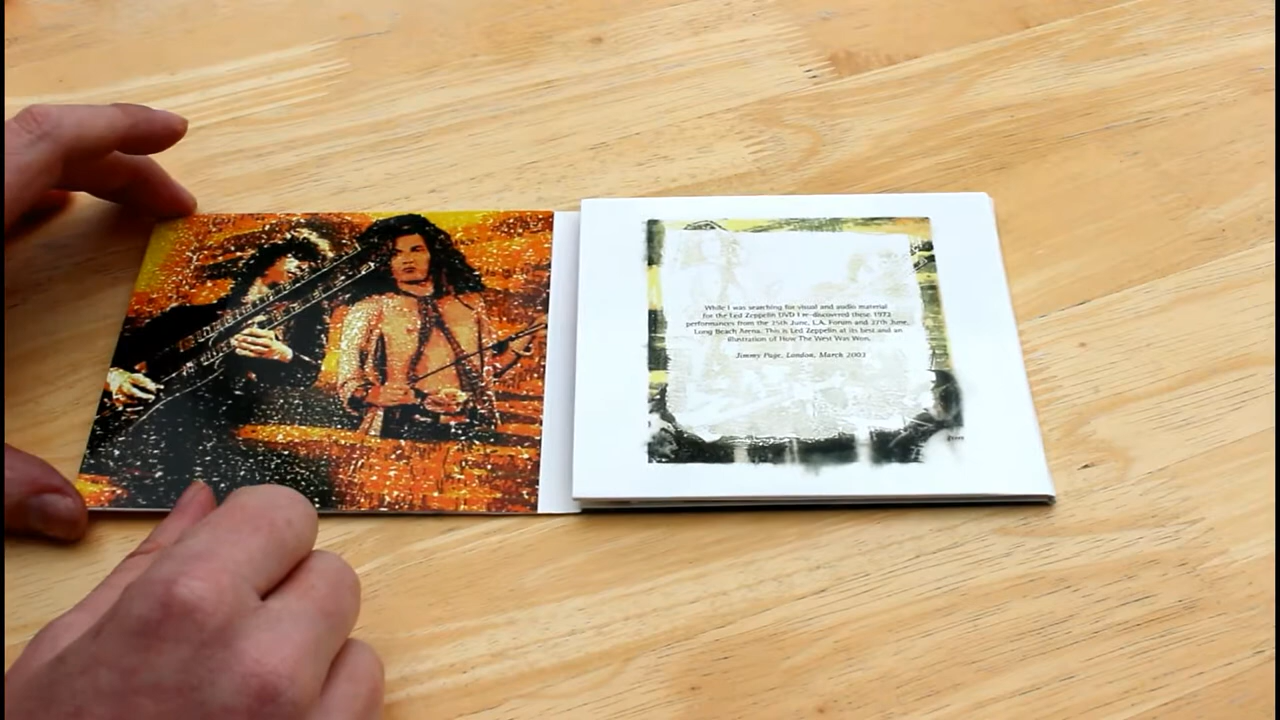 While I was searching for visual and audio material
for the Led Zeppelin DVD I re-discovered these 1972
performances from the 25th June, L.A. Forum and 27th June,
Long Beach Arena. This is Led Zeppelin at its best and an
illustration of How The West Was Won.
Jimmy Page, London, March 2003